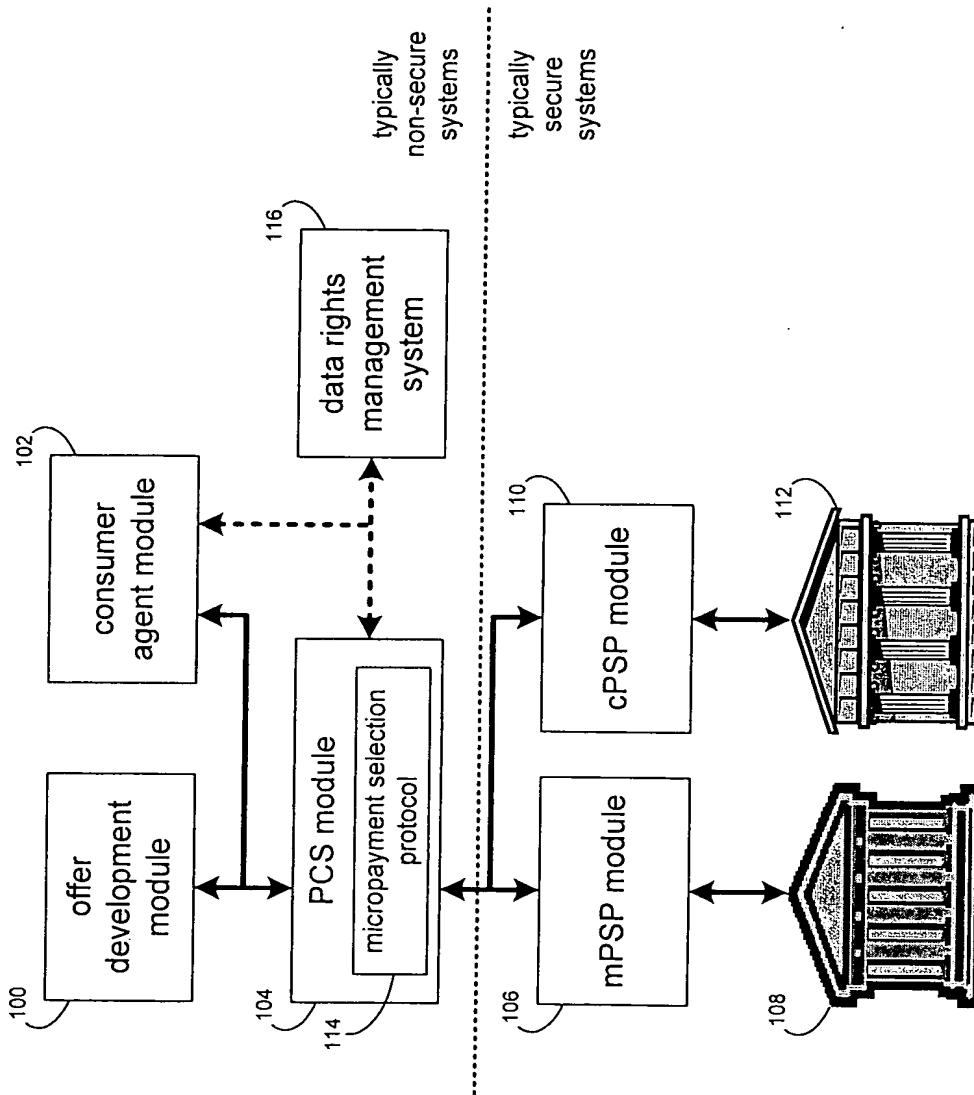 100
offer
development
module
102
consumer
agent module
104
PCS module
114
micropayment selection
protocol
116
data rights
management
system
typically
non-secure
systems
typically
secure
systems
106
mPSP module
110
cPSP module
108
112